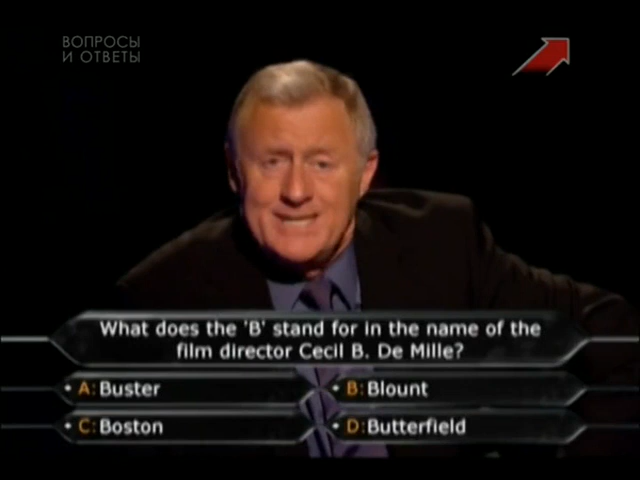 ВОПРОСЫ
И ОТВЕТЫ
What does the 'B' stand for in the name of the
film director Cecil B. De Mille?
A: Buster
B: Blount
C: Boston
D: Butterfield